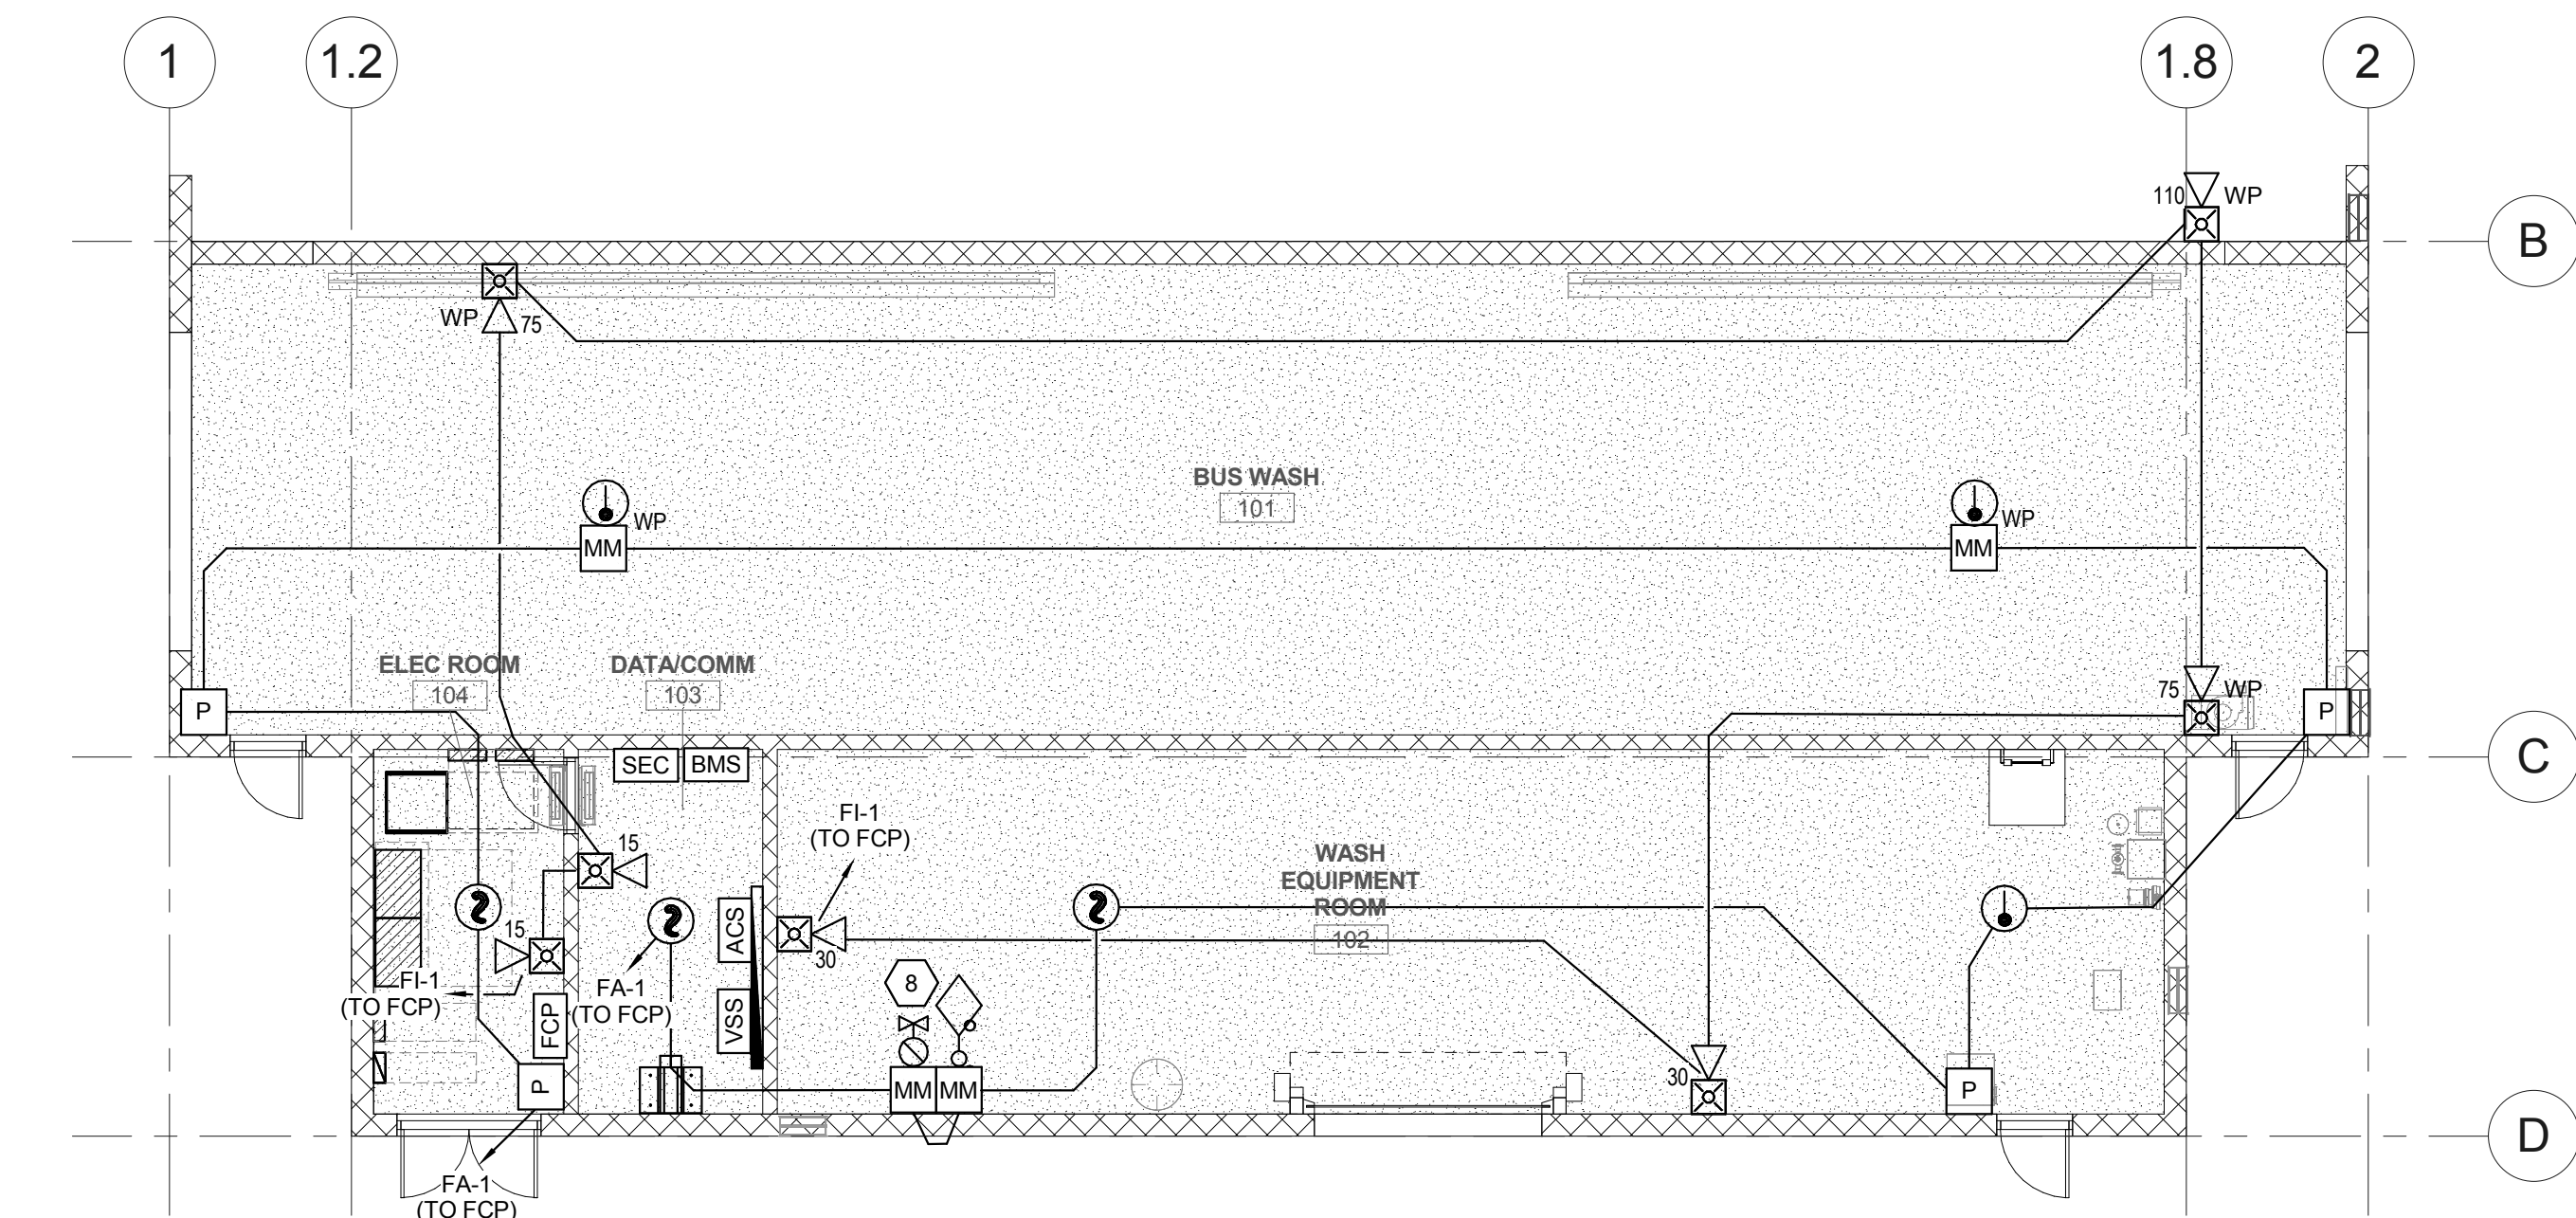 1
1.2
1.8
2
110
WP
B
WP
75
BUS WASH
101
WP
MM
WP
MM
ELEC ROOM
104
DATA/COMM
103
P
75
WP
P
SEC
BMS
C
FI-1
(TO FCP)
15
WASH
EQUIPMENT
ROOM
102
ACS
30
15
FI-1
(TO FCP)
FA-1
(TO FCP)
FCP
VSS
8
MM
MM
30
P
P
D
FA-1
(TO FCP)